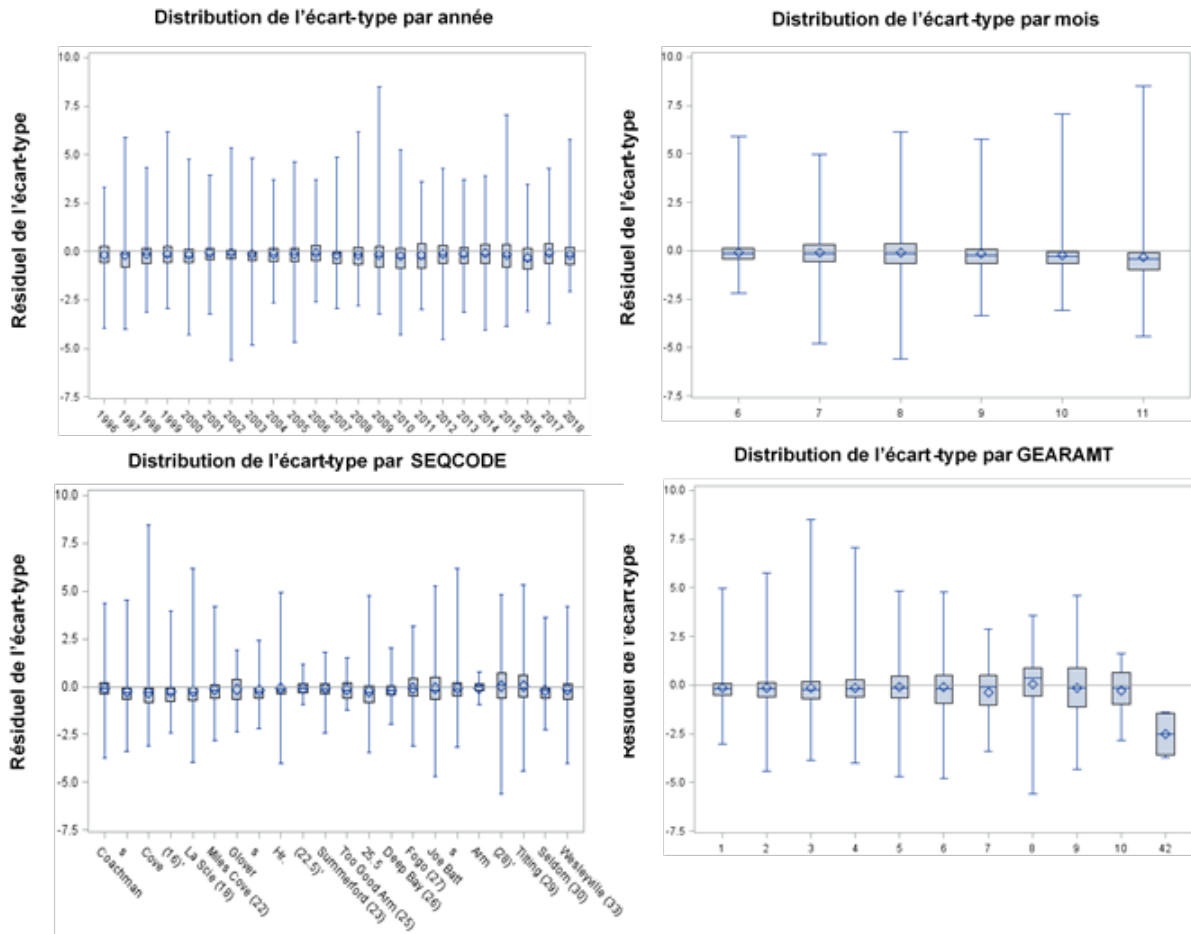 Distribution de l'écart-type par année
Résiduel de l'écart-type
10.0
7.5
5.0
2.5
0.0
-2.5
-5.0
-7.5
1996 1997 1998 1999 2000 2001 2002 2003 2004 2005 2006 2007 2008 2009 2010 2011 2012 2013 2014 2015 2016 2017 2018
Distribution de l'écart-type par mois
Résiduel de l'écart-type
10.0
7.5
5.0
2.5
0.0
-2.5
-5.0
-7.5
6 7 8 9 10 11
Distribution de l'écart-type par SEQCODE
Résiduel de l'écart-type
10.0
7.5
5.0
2.5
0.0
-2.5
-5.0
-7.5
Coachman
s
Cove
(16)'
La Scie (18)
Miles Cove (22)
Glover
s
Hr.
(22.5)'
Summerford (23)
Too Good Arm (25)
25.5
Deep Bay (26)
Fogo (27)
Joe Batt
s
Arm
(28)'
Tilting (29)
Seldom (30)
Wesleyville (33)
Distribution de l'écart-type par GEARAMT
Résiduel de l'écart-type
10.0
7.5
5.0
2.5
0.0
-2.5
-5.0
-7.5
1 2 3 4 5 6 7 8 9 10 42